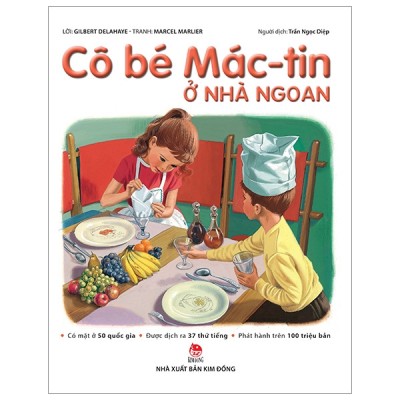 LỜI: GILBERT DELAHAYE - TRANH: MARCEL MARLIER
Người dịch: Trần Ngọc Diệp
Cô bé Mác-tin
Ở NHÀ NGOAN
• Có mặt ở 50 quốc gia • Được dịch ra 37 thứ tiếng • Phát hành trên 100 triệu bản
KIM ĐỒNG
NHÀ XUẤT BẢN KIM ĐỒNG